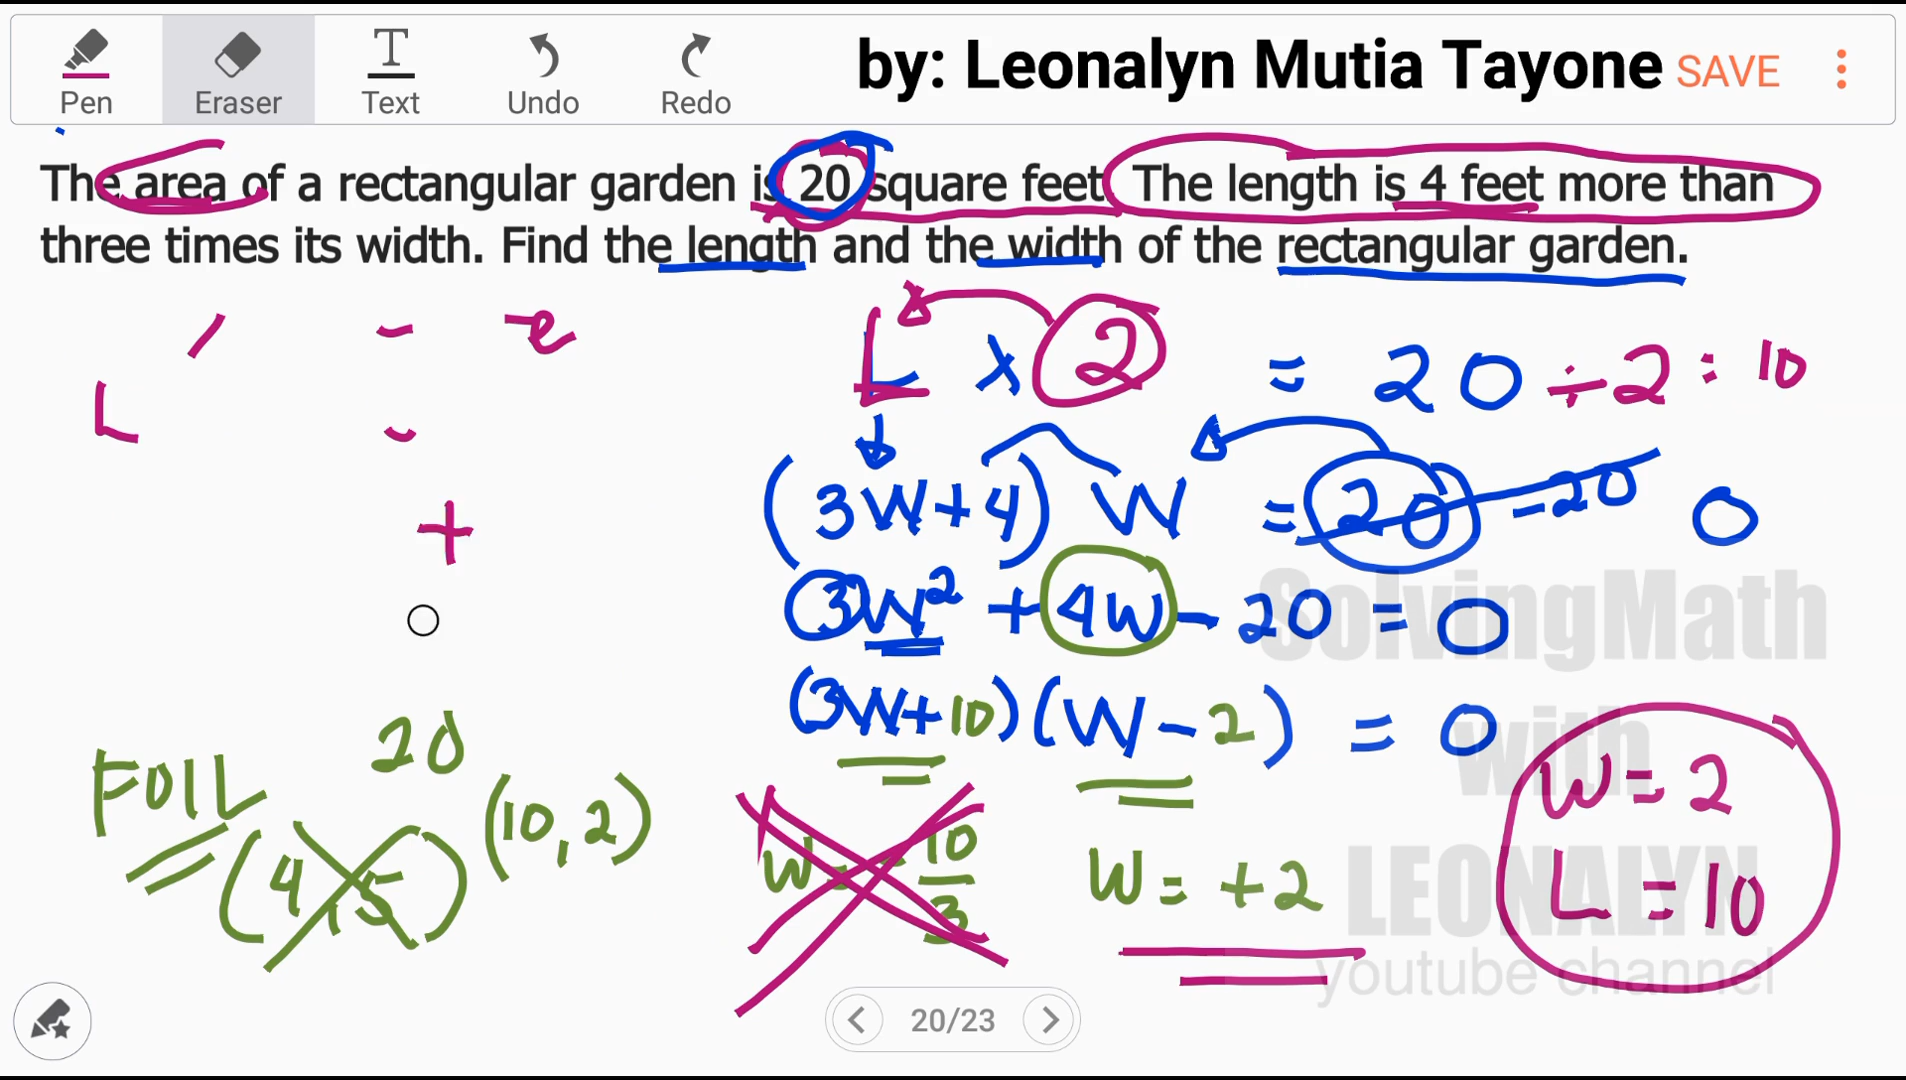 by: Leonalyn Mutia Tayone SAVE
Pen Eraser Text Undo Redo
The area of a rectangular garden is 20 square feet. The length is 4 feet more than
three times its width. Find the length and the width of the rectangular garden.
L x 2 = 20 ÷ 2 : 10
L
(3W+4) W = 20 -20 0
+
3W² + 4W - 20 = 0
(3W+10)(W-2) = 0
20
FOIL
(10,2)
(4,5)
W = -10/3
W = +2
W = 2
L = 10
SolvingMath
with
LEONALYN
youtube channel
20/23